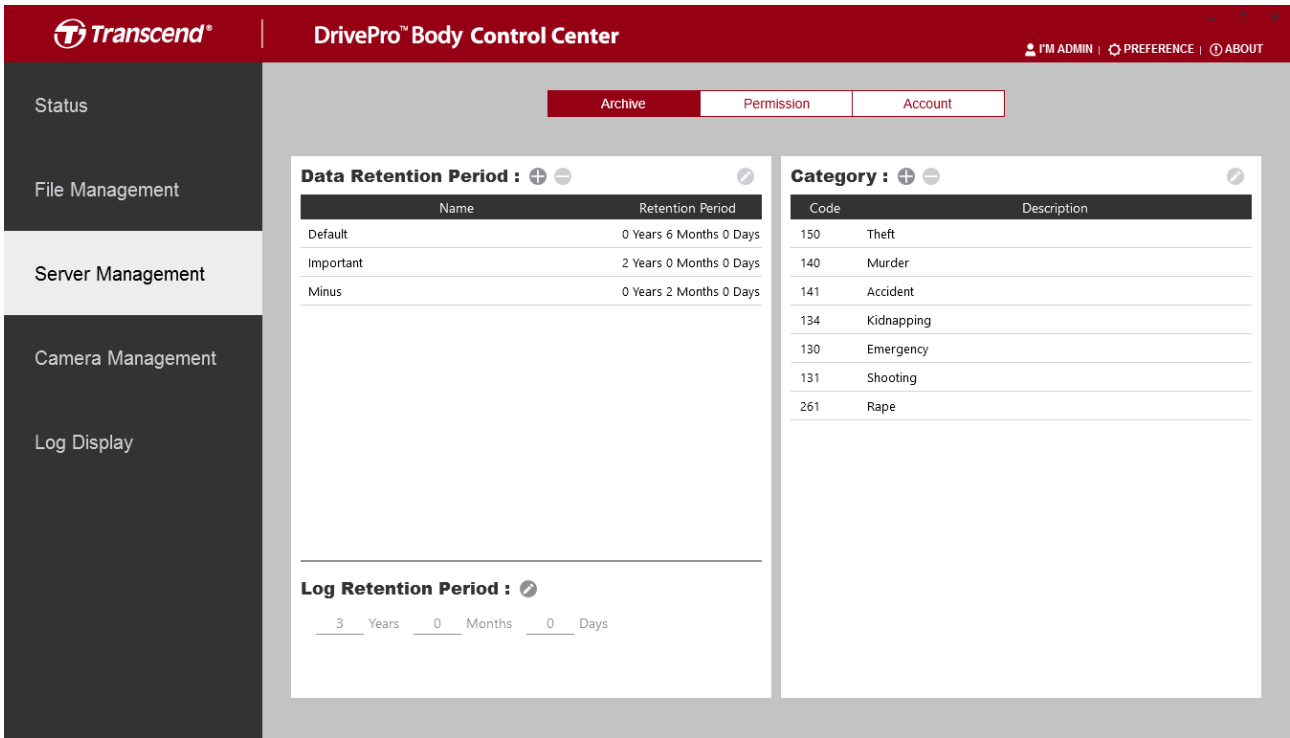 Transcend®
DrivePro™ Body Control Center
I'M ADMIN | PREFERENCE | ABOUT
Status
File Management
Server Management
Camera Management
Log Display
Archive Permission Account
Data Retention Period :
Name Retention Period
Default 0 Years 6 Months 0 Days
Important 2 Years 0 Months 0 Days
Minus 0 Years 2 Months 0 Days
Log Retention Period :
3 Years 0 Months 0 Days
Category :
Code Description
150 Theft
140 Murder
141 Accident
134 Kidnapping
130 Emergency
131 Shooting
261 Rape